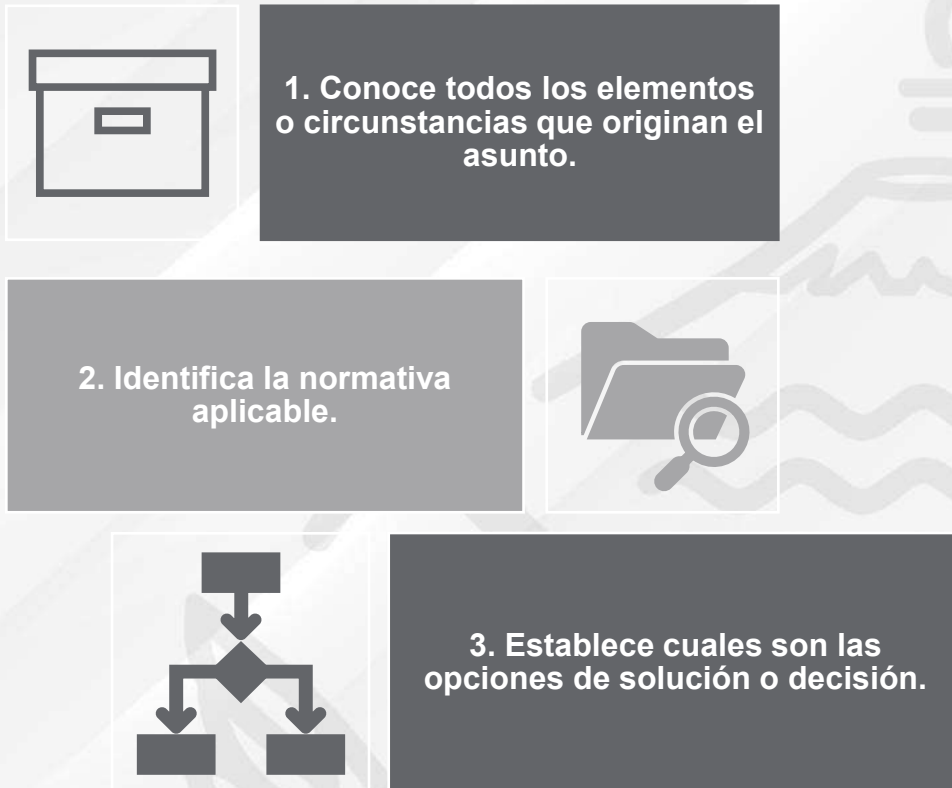 1. Conoce todos los elementos
o circunstancias que originan el
asunto.
2. Identifica la normativa
aplicable.
3. Establece cuales son las
opciones de solución o decisión.